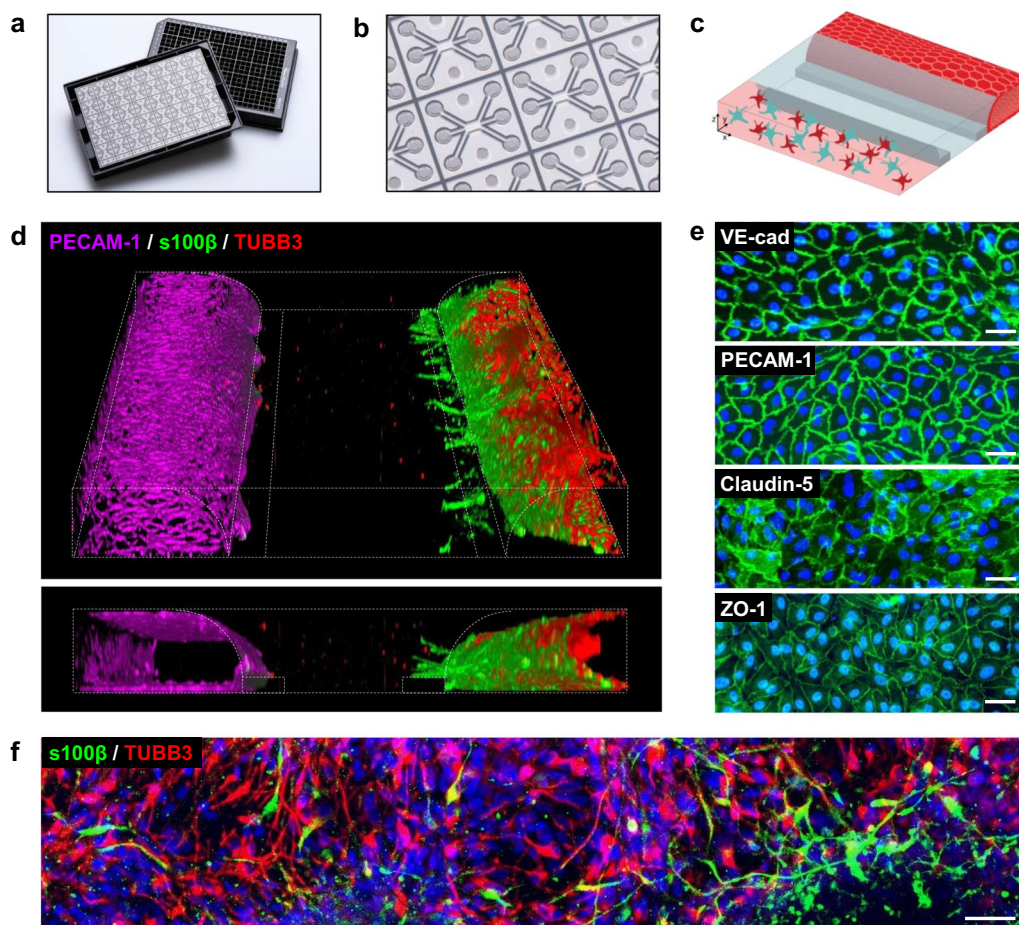 a
b
c
z
y
x
d
PECAM-1 / s100β / TUBB3
e
VE-cad
PECAM-1
Claudin-5
ZO-1
f
s100β / TUBB3